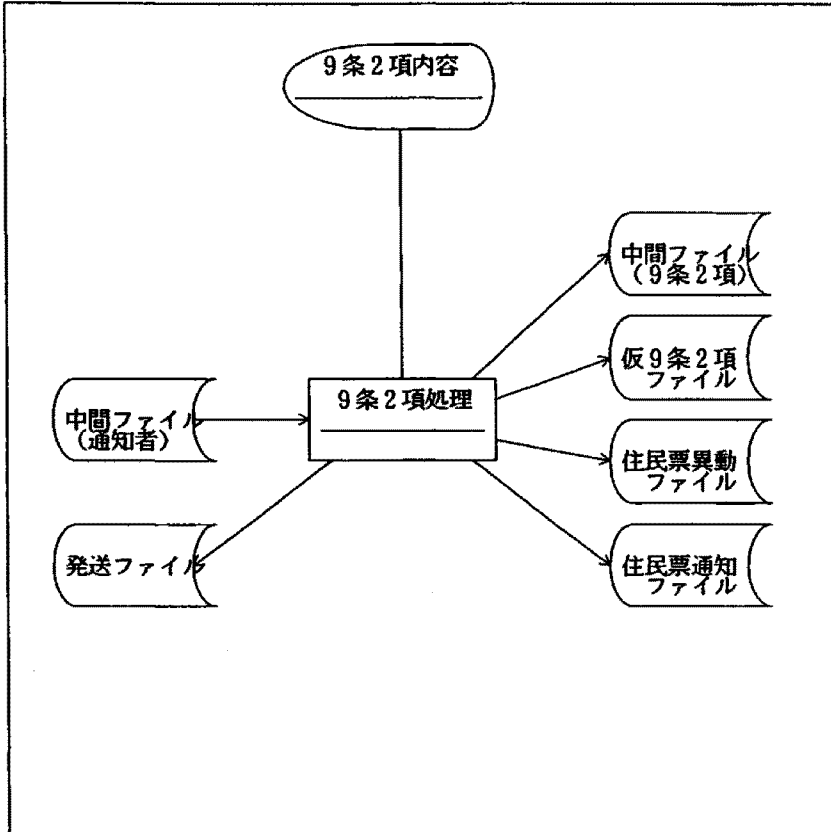 9条2項内容
中間ファイル
（9条2項）
仮9条2項
ファイル
9条2項処理
中間ファイル
（通知者）
住民票異動
ファイル
発送ファイル
住民票通知
ファイル